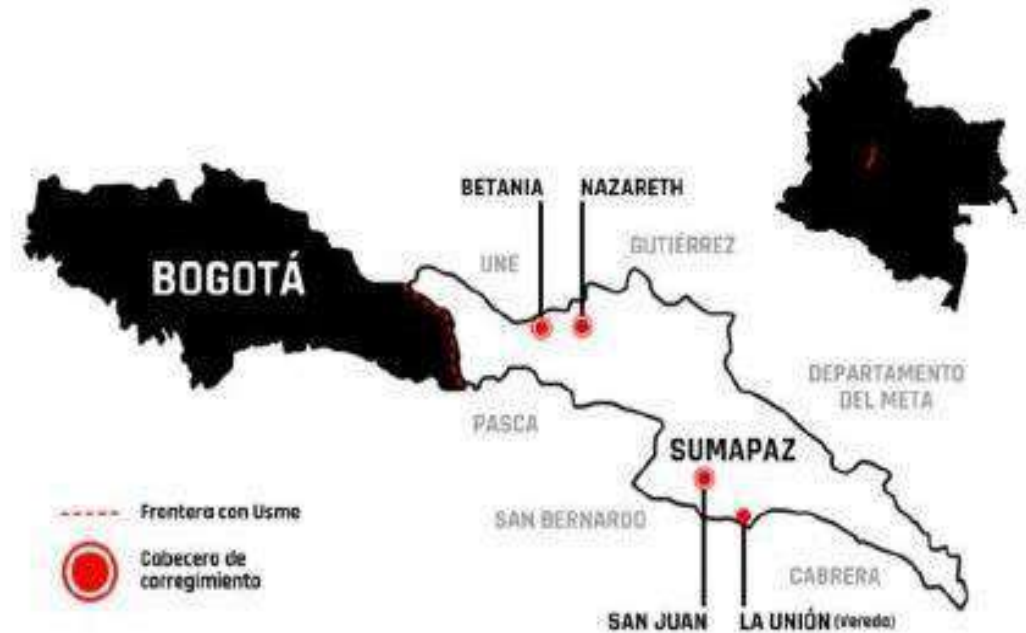 BETANIA
NAZARETH
UNE
GUTIÉRREZ
BOGOTÁ
DEPARTAMENTO
DEL META
PASCA
SUMAPAZ
Frontera con Usme
SAN BERNARDO
Cabecera de
corregimiento
CABRERA
SAN JUAN
LA UNIÓN (Vereda)